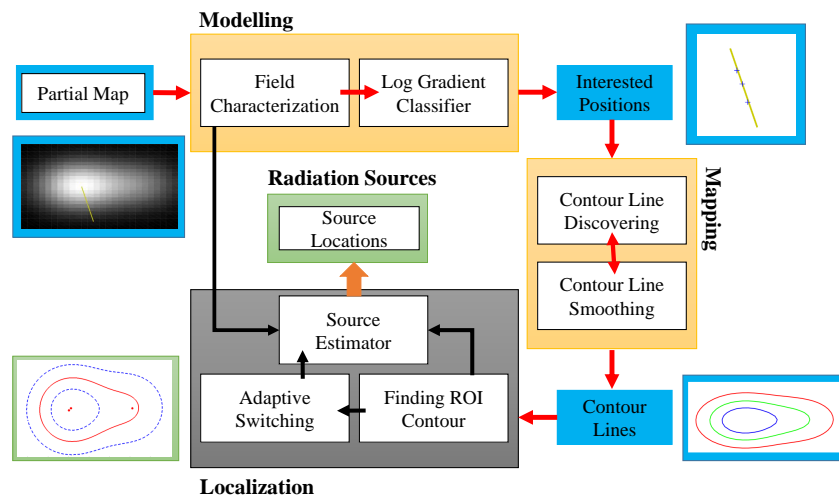 Modelling
Partial Map
Field
Characterization
Log Gradient
Classifier
Interested
Positions
Radiation Sources
Source
Locations
Mapping
Contour Line
Discovering
Contour Line
Smoothing
Source
Estimator
Adaptive
Switching
Finding ROI
Contour
Contour
Lines
Localization